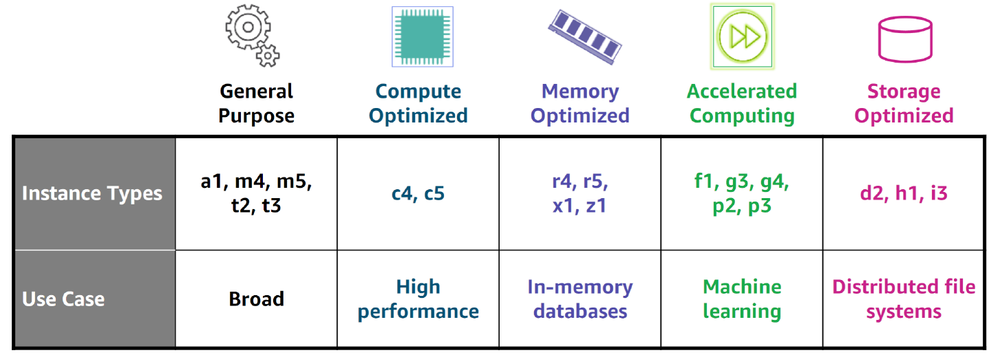 General
Purpose
Compute
Optimized
Memory
Optimized
Accelerated
Computing
Storage
Optimized
Instance Types
a1, m4, m5,
t2, t3
c4, c5
r4, r5,
x1, z1
f1, g3, g4,
p2, p3
d2, h1, i3
Use Case
Broad
High
performance
In-memory
databases
Machine
learning
Distributed file
systems